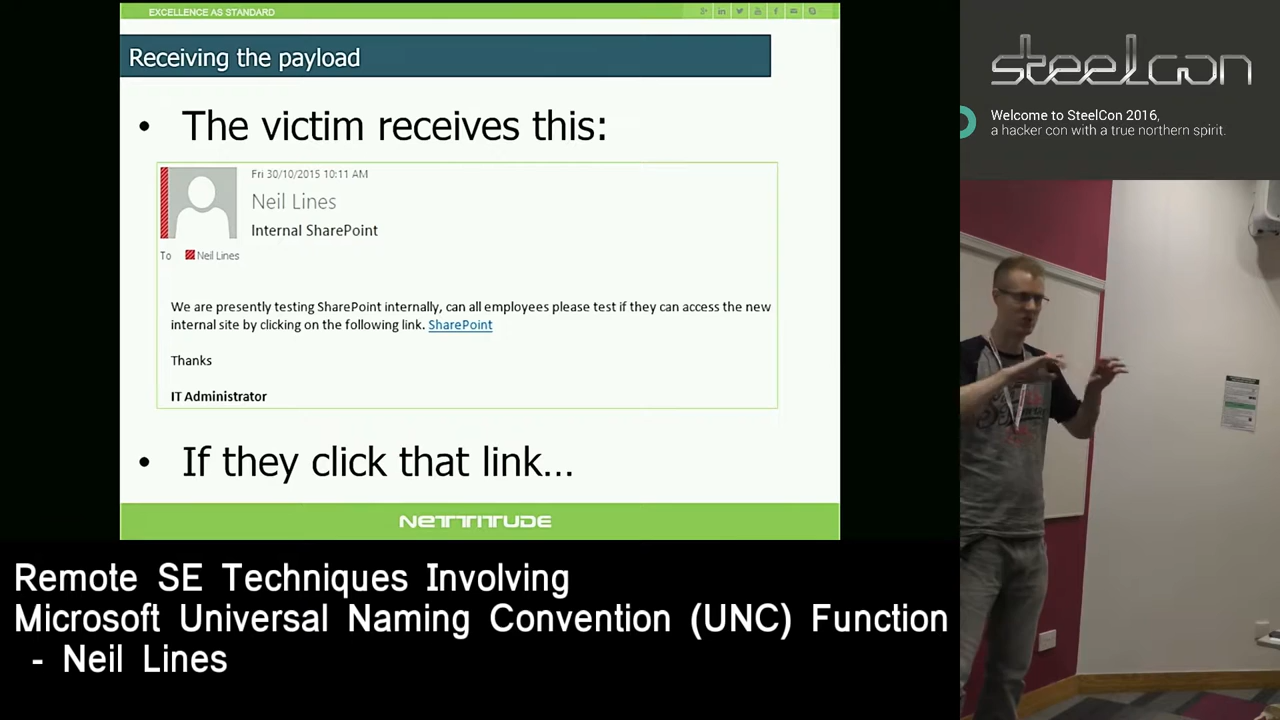 EXCELLENCE AS STANDARD
Receiving the payload
• The victim receives this:
Fri 30/10/2015 10:11 AM
Neil Lines
Internal SharePoint
To Neil Lines
We are presently testing SharePoint internally, can all employees please test if they can access the new
internal site by clicking on the following link. SharePoint
Thanks
IT Administrator
• If they click that link...
NETTITUDE
steelcon
Welcome to SteelCon 2016,
a hacker con with a true northern spirit.
Remote SE Techniques Involving
Microsoft Universal Naming Convention (UNC) Function
- Neil Lines